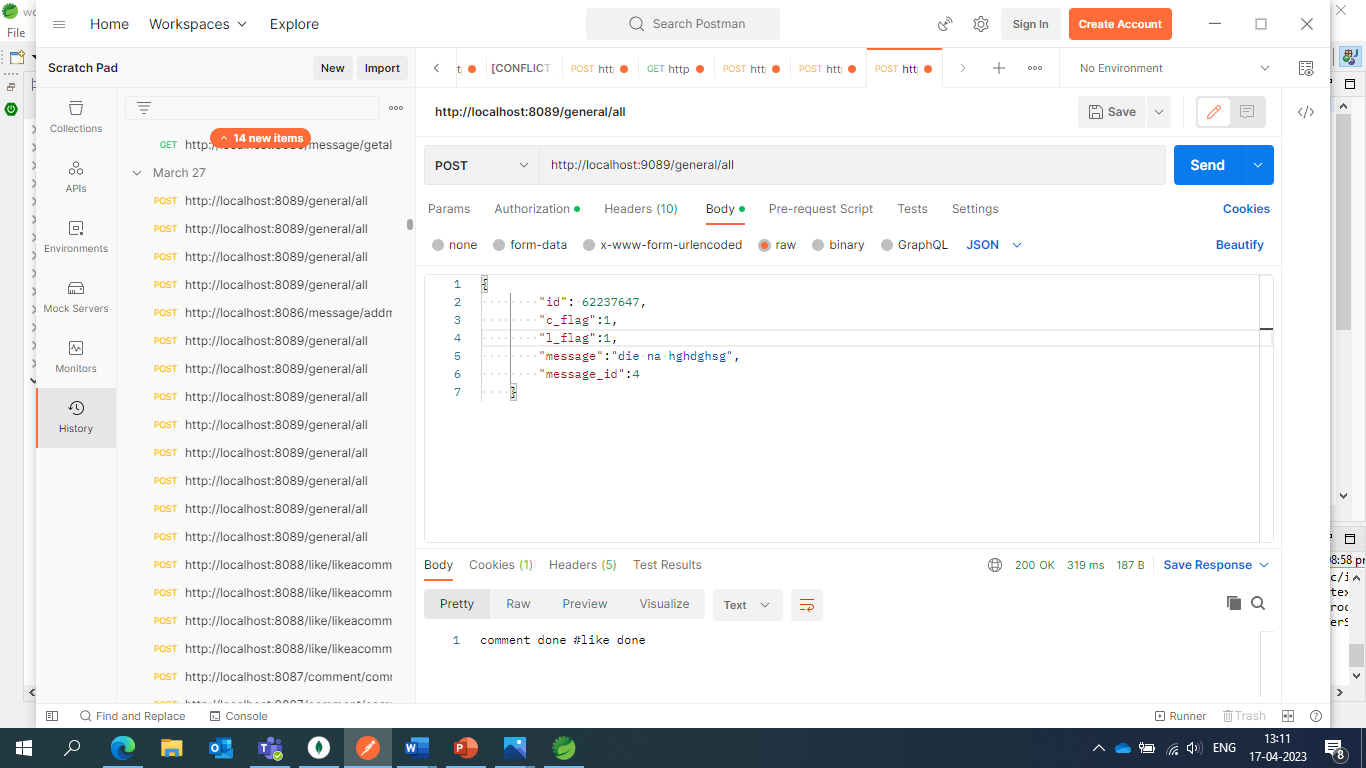 wo
File
Home Workspaces Explore Search Postman Sign In Create Account
Scratch Pad New Import
[CONFLICT POST htt GET http POST htt POST htt POST htt No Environment
Collections
APIs
Environments
Mock Servers
Monitors
History
14 new items
GET http://localhost:8086/message/getal
March 27
POST http://localhost:8089/general/all
POST http://localhost:8089/general/all
POST http://localhost:8089/general/all
POST http://localhost:8089/general/all
POST http://localhost:8086/message/addm
POST http://localhost:8089/general/all
POST http://localhost:8089/general/all
POST http://localhost:8089/general/all
POST http://localhost:8089/general/all
POST http://localhost:8089/general/all
POST http://localhost:8089/general/all
POST http://localhost:8089/general/all
POST http://localhost:8089/general/all
POST http://localhost:8088/like/likeacomm
POST http://localhost:8088/like/likeacomm
POST http://localhost:8088/like/likeacomm
POST http://localhost:8088/like/likeacomm
POST http://localhost:8087/comment/comm
http://localhost:8089/general/all Save
POST http://localhost:9089/general/all Send
Params Authorization Headers (10) Body Pre-request Script Tests Settings Cookies
none form-data x-www-form-urlencoded raw binary GraphQL JSON Beautify
1 {
2 "id": 62237647,
3 "c_flag":1,
4 "l_flag":1,
5 "message":"die na hghdghsg",
6 "message_id":4
7 }
Body Cookies (1) Headers (5) Test Results 200 OK 319 ms 187 B Save Response
Pretty Raw Preview Visualize Text
1 comment done #like done
Find and Replace Console Runner Trash
ENG 13:11
17-04-2023 8